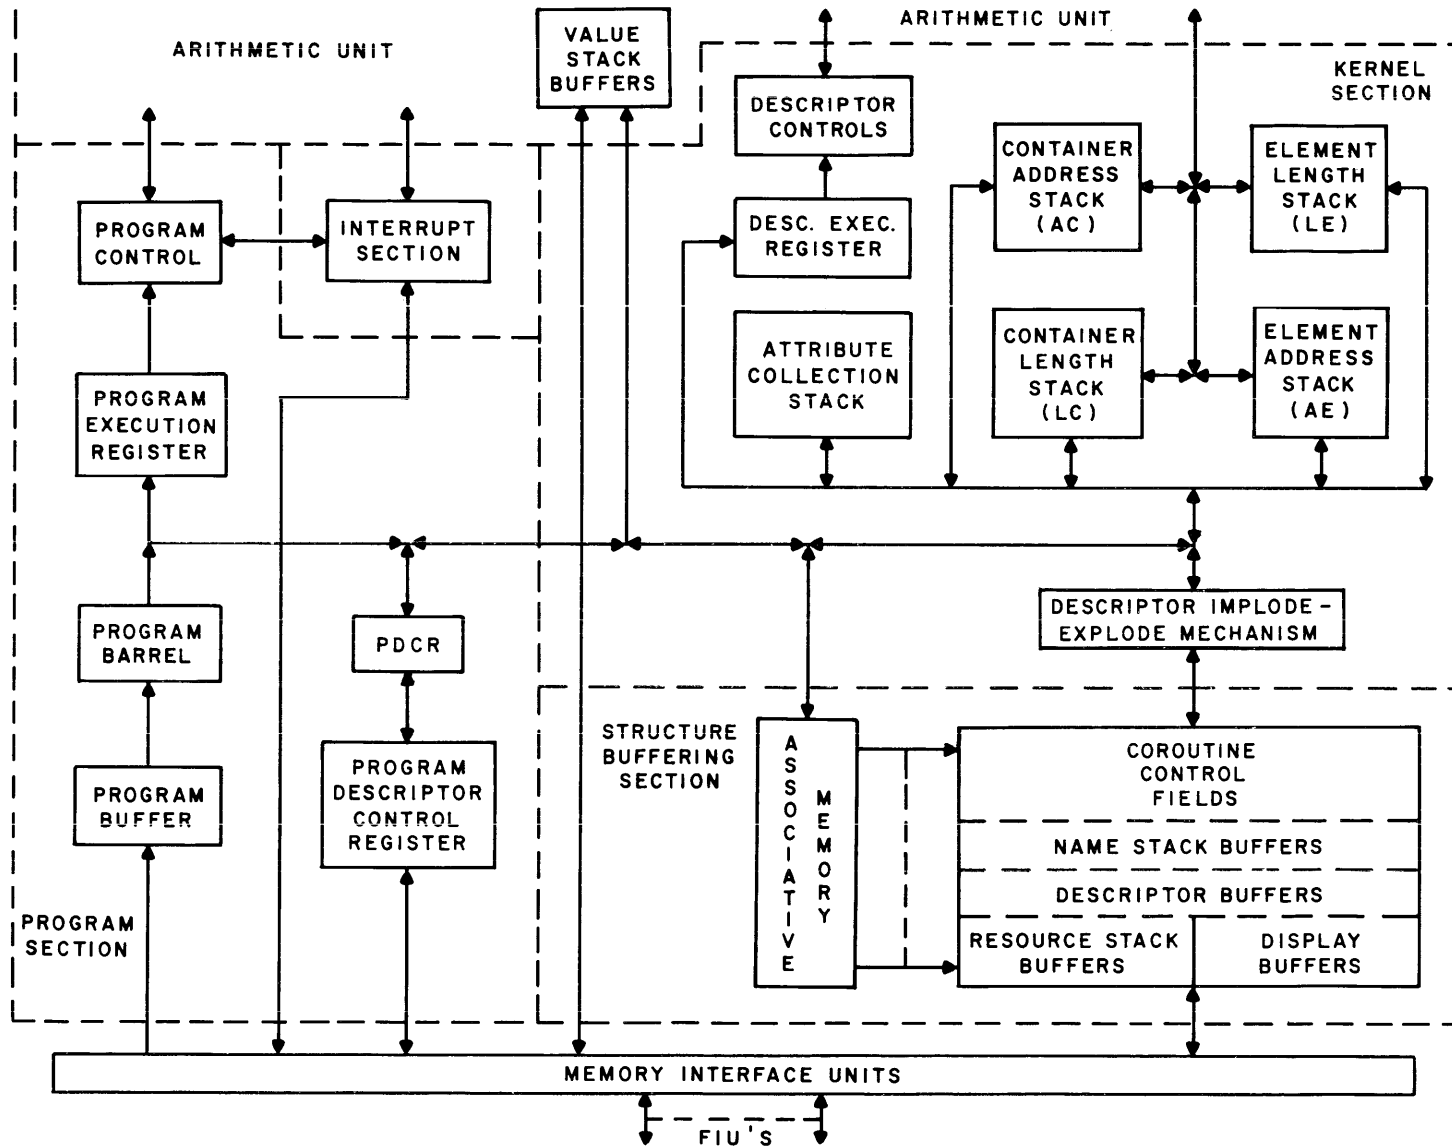 ARITHMETIC UNIT
VALUE
STACK
BUFFERS
ARITHMETIC UNIT
KERNEL
SECTION
DESCRIPTOR
CONTROLS
CONTAINER
ADDRESS
STACK
(AC)
ELEMENT
LENGTH
STACK
(LE)
PROGRAM
CONTROL
INTERRUPT
SECTION
DESC. EXEC.
REGISTER
ATTRIBUTE
COLLECTION
STACK
CONTAINER
LENGTH
STACK
(LC)
ELEMENT
ADDRESS
STACK
(AE)
PROGRAM
EXECUTION
REGISTER
PROGRAM
BARREL
PDCR
DESCRIPTOR IMPLODE-
EXPLODE MECHANISM
PROGRAM
BUFFER
PROGRAM
DESCRIPTOR
CONTROL
REGISTER
STRUCTURE
BUFFERING
SECTION
ASSOCIATIVE
MEMORY
COROUTINE
CONTROL
FIELDS
NAME STACK BUFFERS
DESCRIPTOR BUFFERS
RESOURCE STACK
BUFFERS
DISPLAY
BUFFERS
PROGRAM
SECTION
MEMORY INTERFACE UNITS
FIU'S